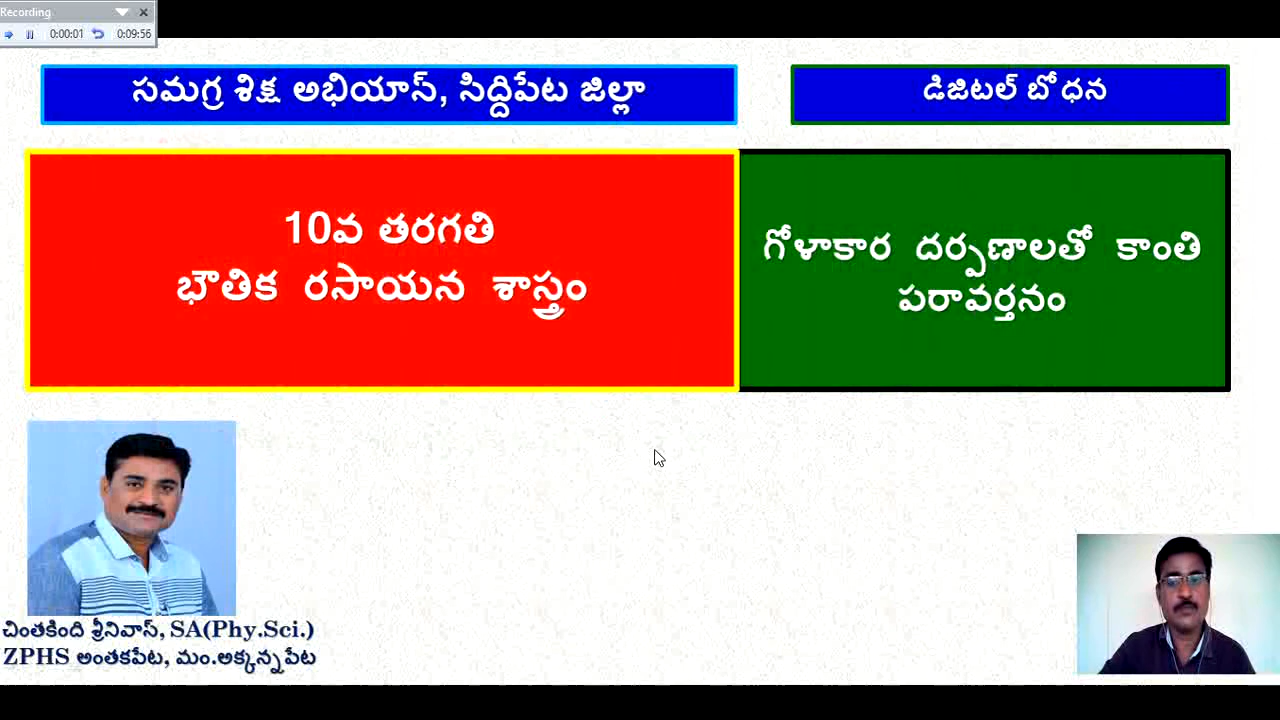 Recording
0:00:01 0:09:56
సమగ్ర శిక్ష అభియాన్, సిద్దిపేట జిల్లా
డిజిటల్ బోధన
10వ తరగతి
భౌతిక రసాయన శాస్త్రం
గోళాకార దర్పణాలతో కాంతి
పరావర్తనం
చింతకింది శ్రీనివాస్, SA(Phy.Sci.)
ZPHS అంతకపేట, మం.అక్కన్నపేట